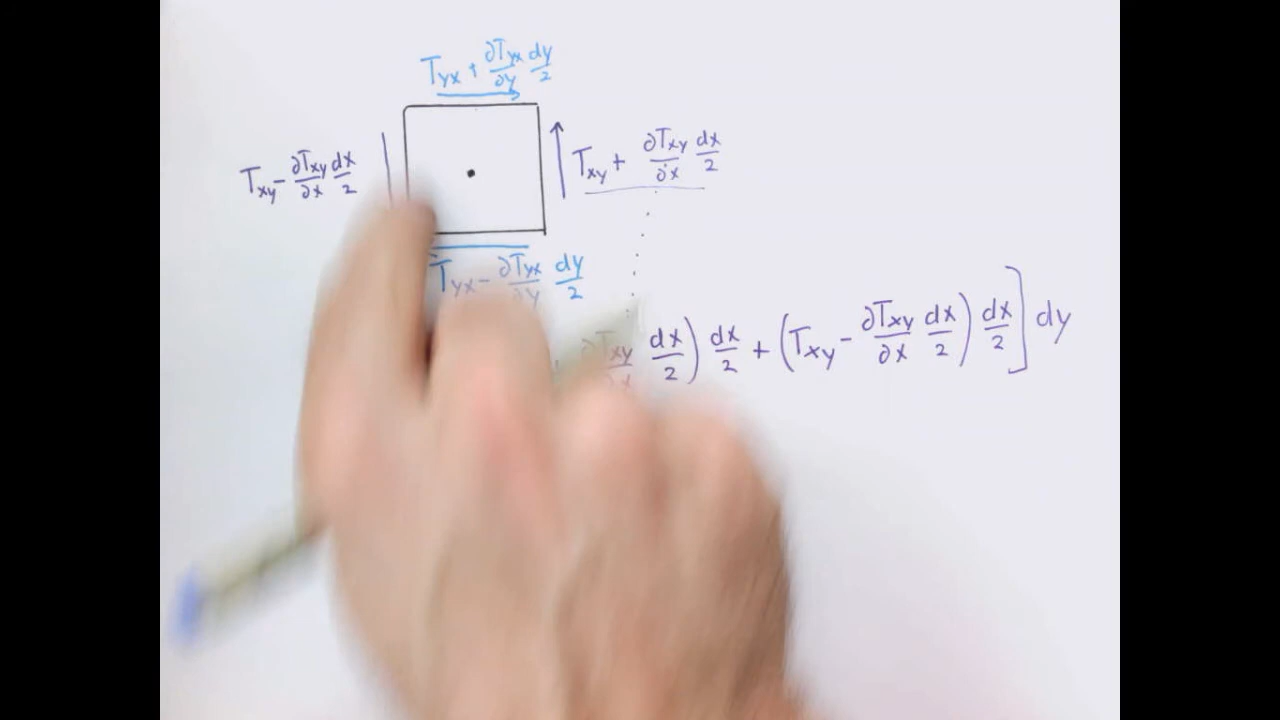 Tyx + ∂Tyx/∂y dy/2
Txy - ∂Txy/∂x dx/2
Txy + ∂Txy/∂x dx/2
Tyx - ∂Tyx/∂y dy/2
∂Txy/∂x dx/2) dx/2 + (Txy - ∂Txy/∂x dx/2) dx/2] dy